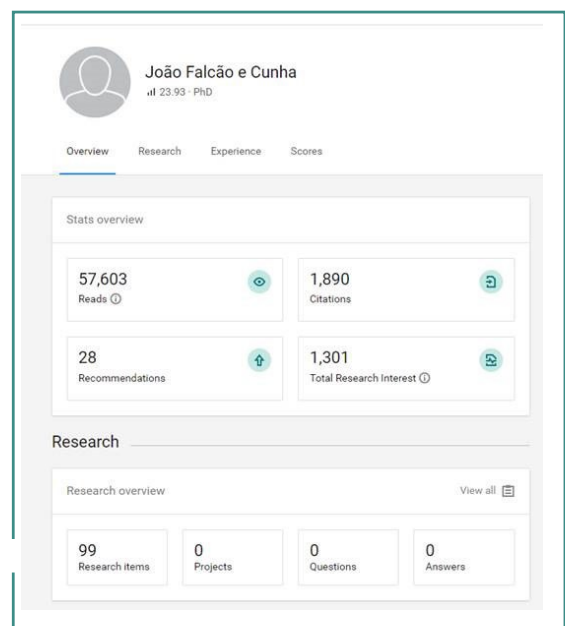 João Falcão e Cunha
23.93 · PhD
Overview Research Experience Scores
Stats overview
57,603 1,890
Reads Citations
28 1,301
Recommendations Total Research Interest
Research
Research overview View all
99 0 0 0
Research items Projects Questions Answers